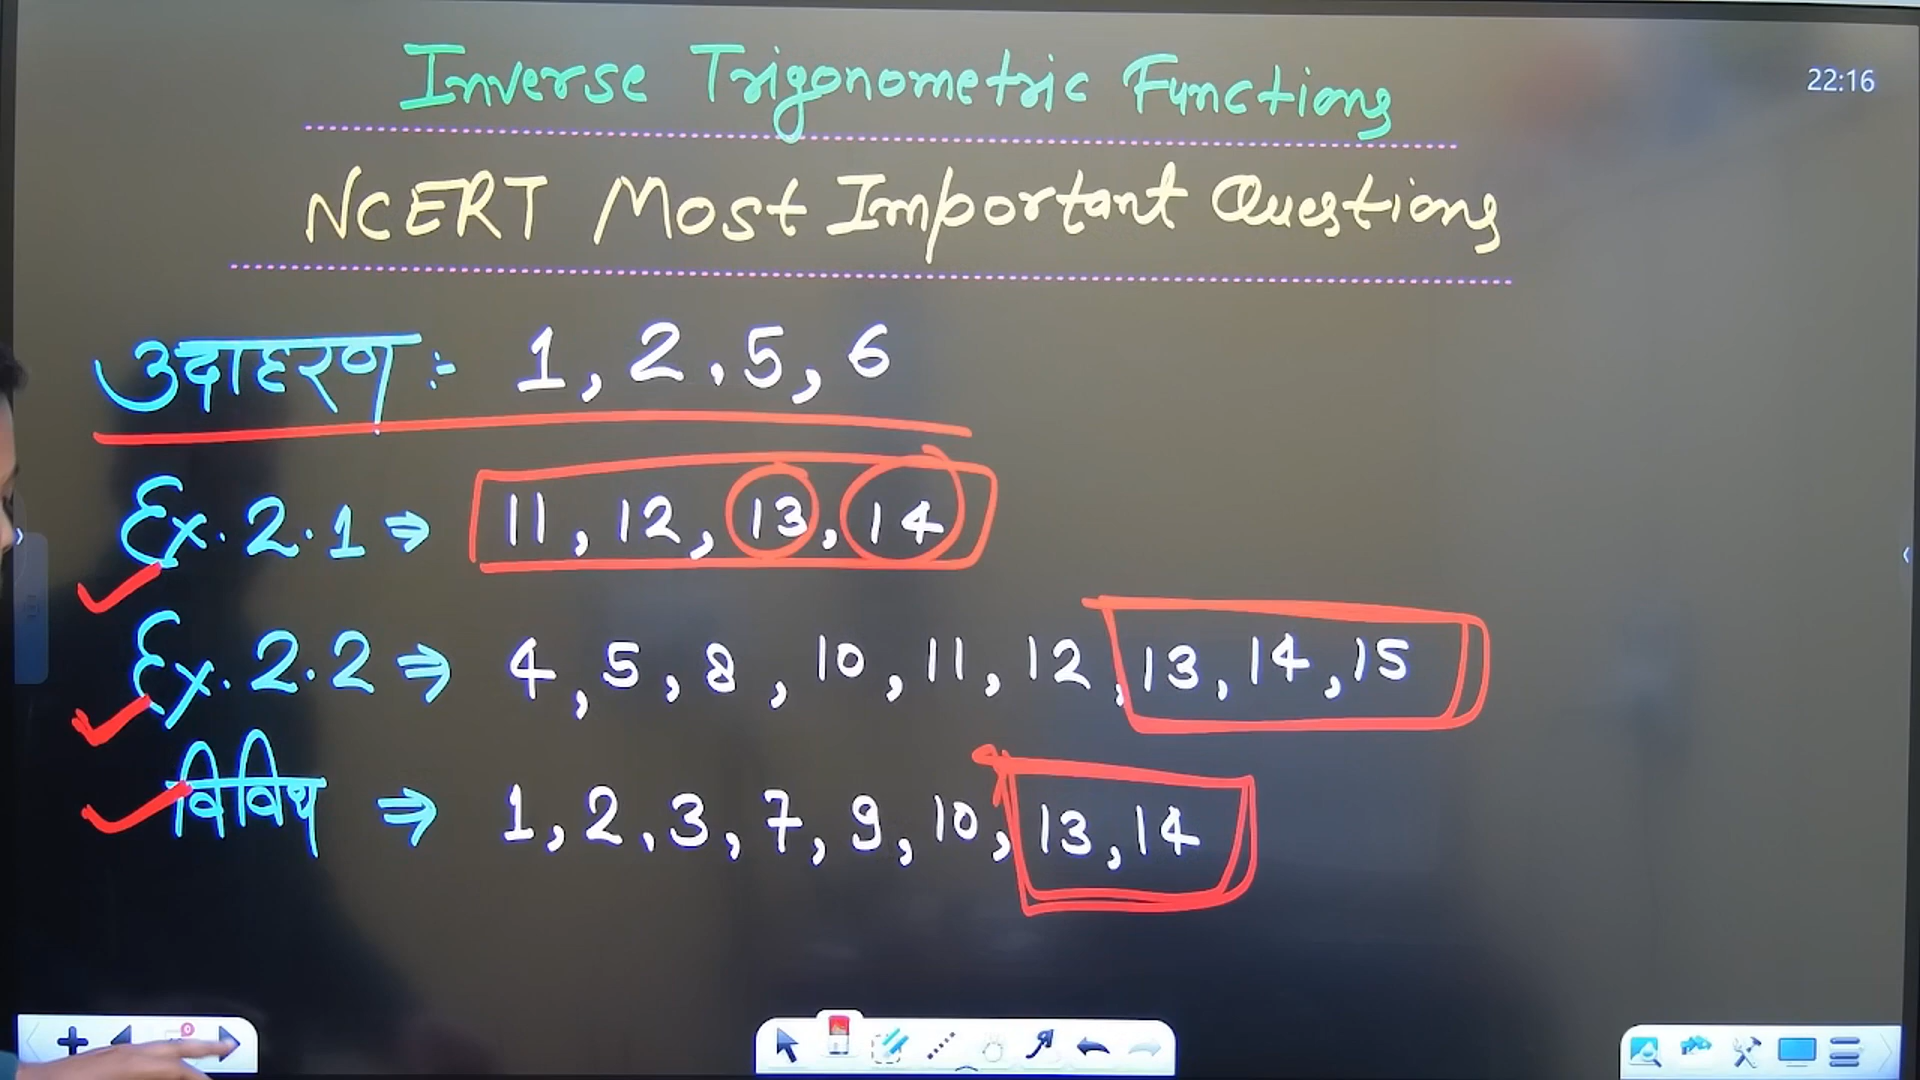 Inverse Trigonometric Functions
22:16
NCERT Most Important Questions
उदाहरण :- 1, 2, 5, 6
Ex. 2.1 ⇒ 11, 12, 13, 14
Ex. 2.2 ⇒ 4, 5, 8, 10, 11, 12, 13, 14, 15
विविध ⇒ 1, 2, 3, 7, 9, 10, 13, 14